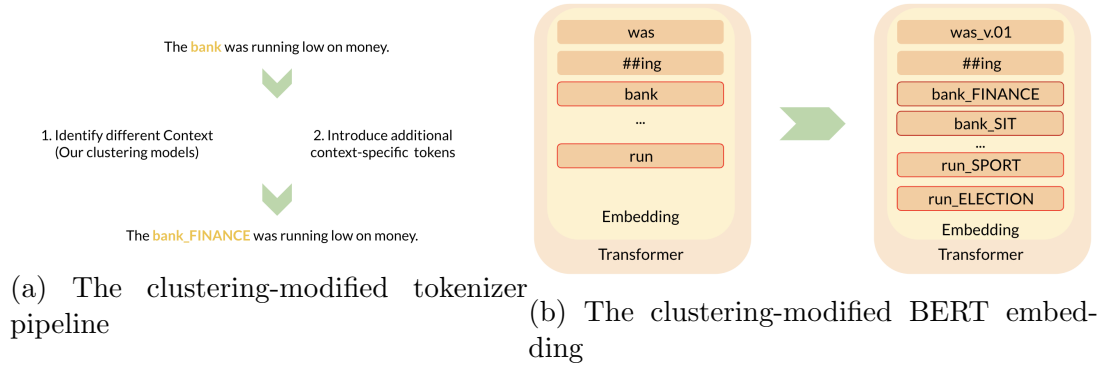 The bank was running low on money.
1. Identify different Context
(Our clustering models)
2. Introduce additional
context-specific tokens
The bank_FINANCE was running low on money.
(a) The clustering-modified tokenizer
pipeline
was
##ing
bank
...
run
Embedding
Transformer
was_v.01
##ing
bank_FINANCE
bank_SIT
...
run_SPORT
run_ELECTION
Embedding
Transformer
(b) The clustering-modified BERT embed-
ding